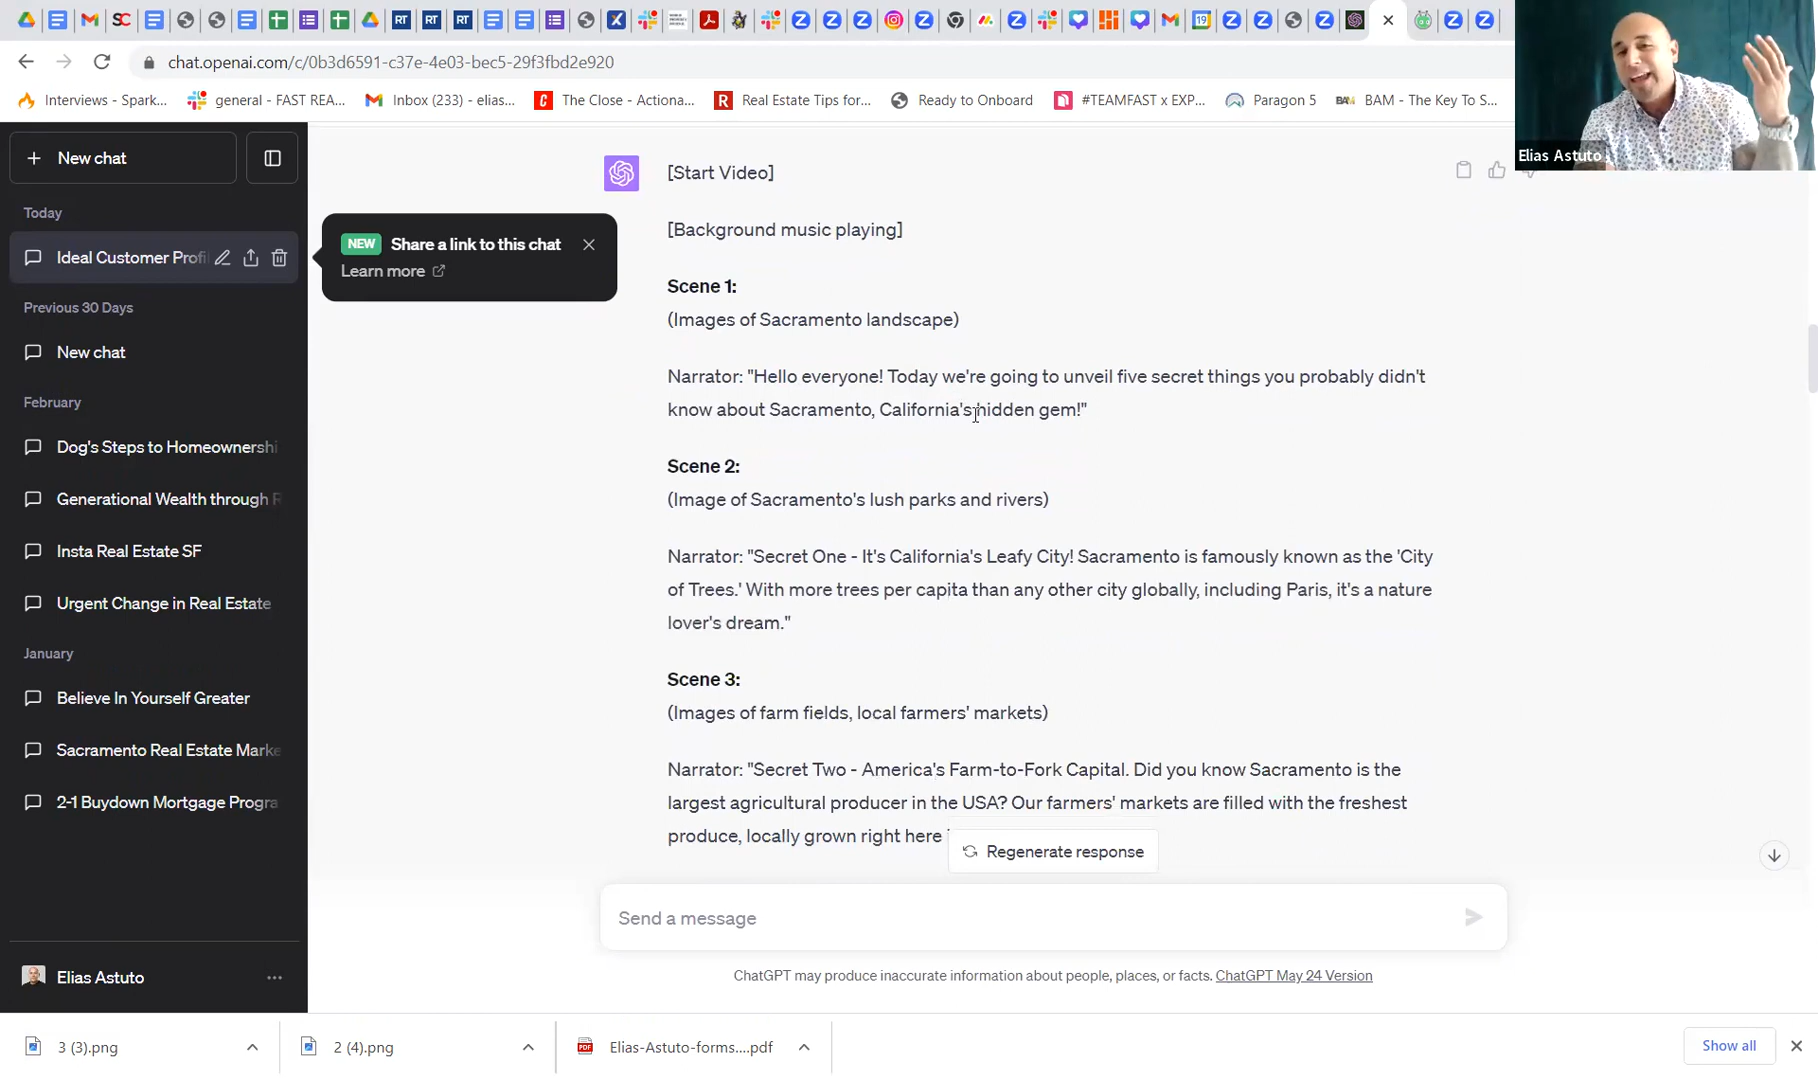 chat.openai.com/c/0b3d6591-c37e-4e03-bec5-29f3fbd2e920
Interviews - Spark...
general - FAST REA...
Inbox (233) - elias...
The Close - Actiona...
Real Estate Tips for...
Ready to Onboard
#TEAMFAST x EXP...
Paragon 5
BAM - The Key To S...
Elias Astuto
New chat
Today
Ideal Customer Profi
Previous 30 Days
New chat
February
Dog's Steps to Homeownershi
Generational Wealth through R
Insta Real Estate SF
Urgent Change in Real Estate
January
Believe In Yourself Greater
Sacramento Real Estate Marke
2-1 Buydown Mortgage Progra
Elias Astuto
NEW Share a link to this chat
Learn more
[Start Video]
[Background music playing]
Scene 1:
(Images of Sacramento landscape)
Narrator: "Hello everyone! Today we're going to unveil five secret things you probably didn't
know about Sacramento, California's hidden gem!"
Scene 2:
(Image of Sacramento's lush parks and rivers)
Narrator: "Secret One - It's California's Leafy City! Sacramento is famously known as the 'City
of Trees.' With more trees per capita than any other city globally, including Paris, it's a nature
lover's dream."
Scene 3:
(Images of farm fields, local farmers' markets)
Narrator: "Secret Two - America's Farm-to-Fork Capital. Did you know Sacramento is the
largest agricultural producer in the USA? Our farmers' markets are filled with the freshest
produce, locally grown right here
Regenerate response
Send a message
ChatGPT may produce inaccurate information about people, places, or facts. ChatGPT May 24 Version
3 (3).png
2 (4).png
Elias-Astuto-forms....pdf
Show all